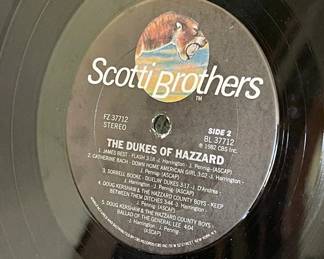 Scotti Brothers
TM
FZ 37712
STEREO
SIDE 2
BL 37712
℗ 1982 CBS Inc.
THE DUKES OF HAZZARD
1. JAMES BEST - FLASH 3:18 - J. Harrington -
J. Pennig (ASCAP)
2. CATHERINE BACH - DOWN HOME AMERICAN GIRL 3:02 - J. Harrington
J. Pennig (ASCAP)
3. SORRELL BOOKE - DUELIN' DUKES 3:17 - J. D'Andrea -
J. Harrington - J. Pennig (ASCAP)
4. DOUG KERSHAW & THE HAZZARD COUNTY BOYS - KEEP
BETWEEN THEM DITCHES 3:44 - J. Harrington -
J. Pennig (ASCAP)
5. DOUG KERSHAW & THE HAZZARD COUNTY BOYS
BALLAD OF THE GENERAL LEE 4:04
J. Harrington - J. Pennig
(ASCAP)